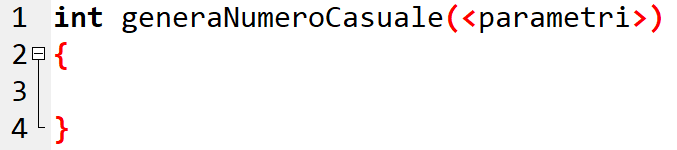 1 int generaNumeroCasuale(<parametri>)
2 {
3
4 }